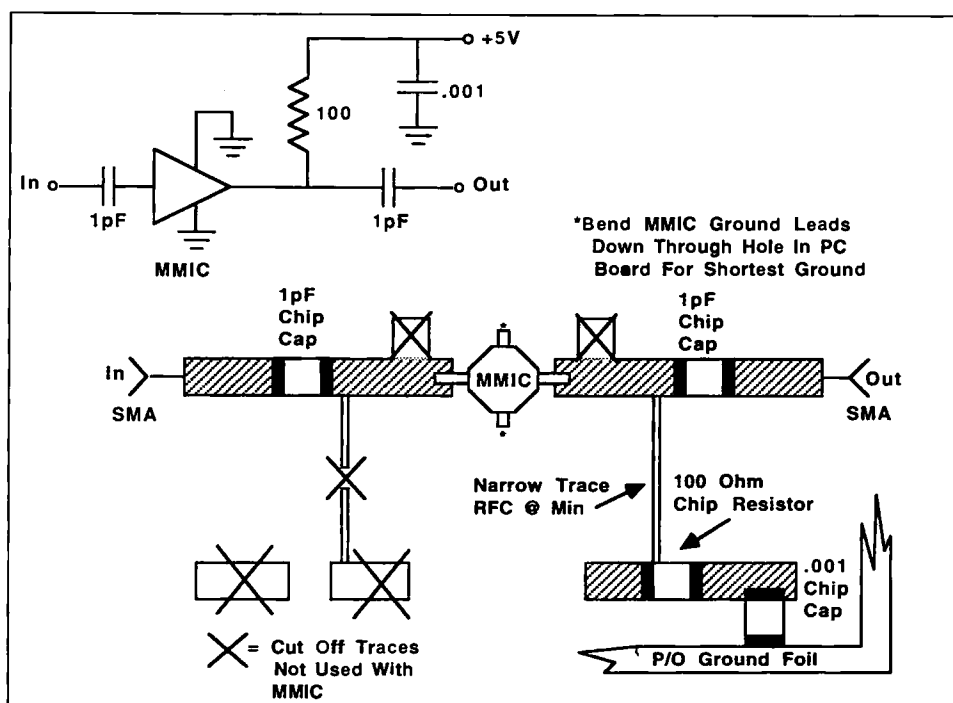 +5V
100
.001
In
Out
1pF
1pF
MMIC
*Bend MMIC Ground Leads
Down Through Hole In PC
Board For Shortest Ground
1pF
Chip
Cap
1pF
Chip
Cap
*
In
MMIC
Out
SMA
SMA
*
Narrow Trace
RFC @ Min
100 Ohm
Chip Resistor
.001
Chip
Cap
= Cut Off Traces
Not Used With
MMIC
P/O Ground Foil